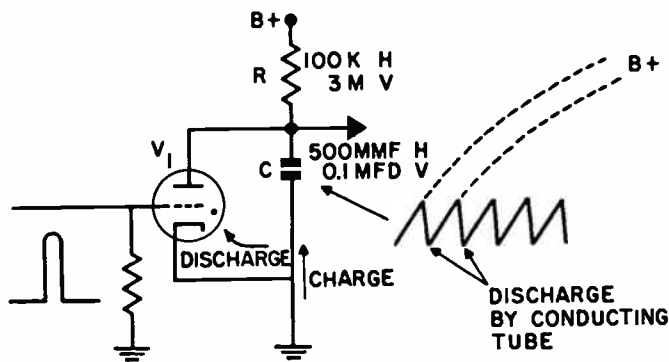 B+
R 100K H
3M V
B+
V1
C 500MMF H
0.1MFD V
DISCHARGE
CHARGE
DISCHARGE
BY CONDUCTING
TUBE